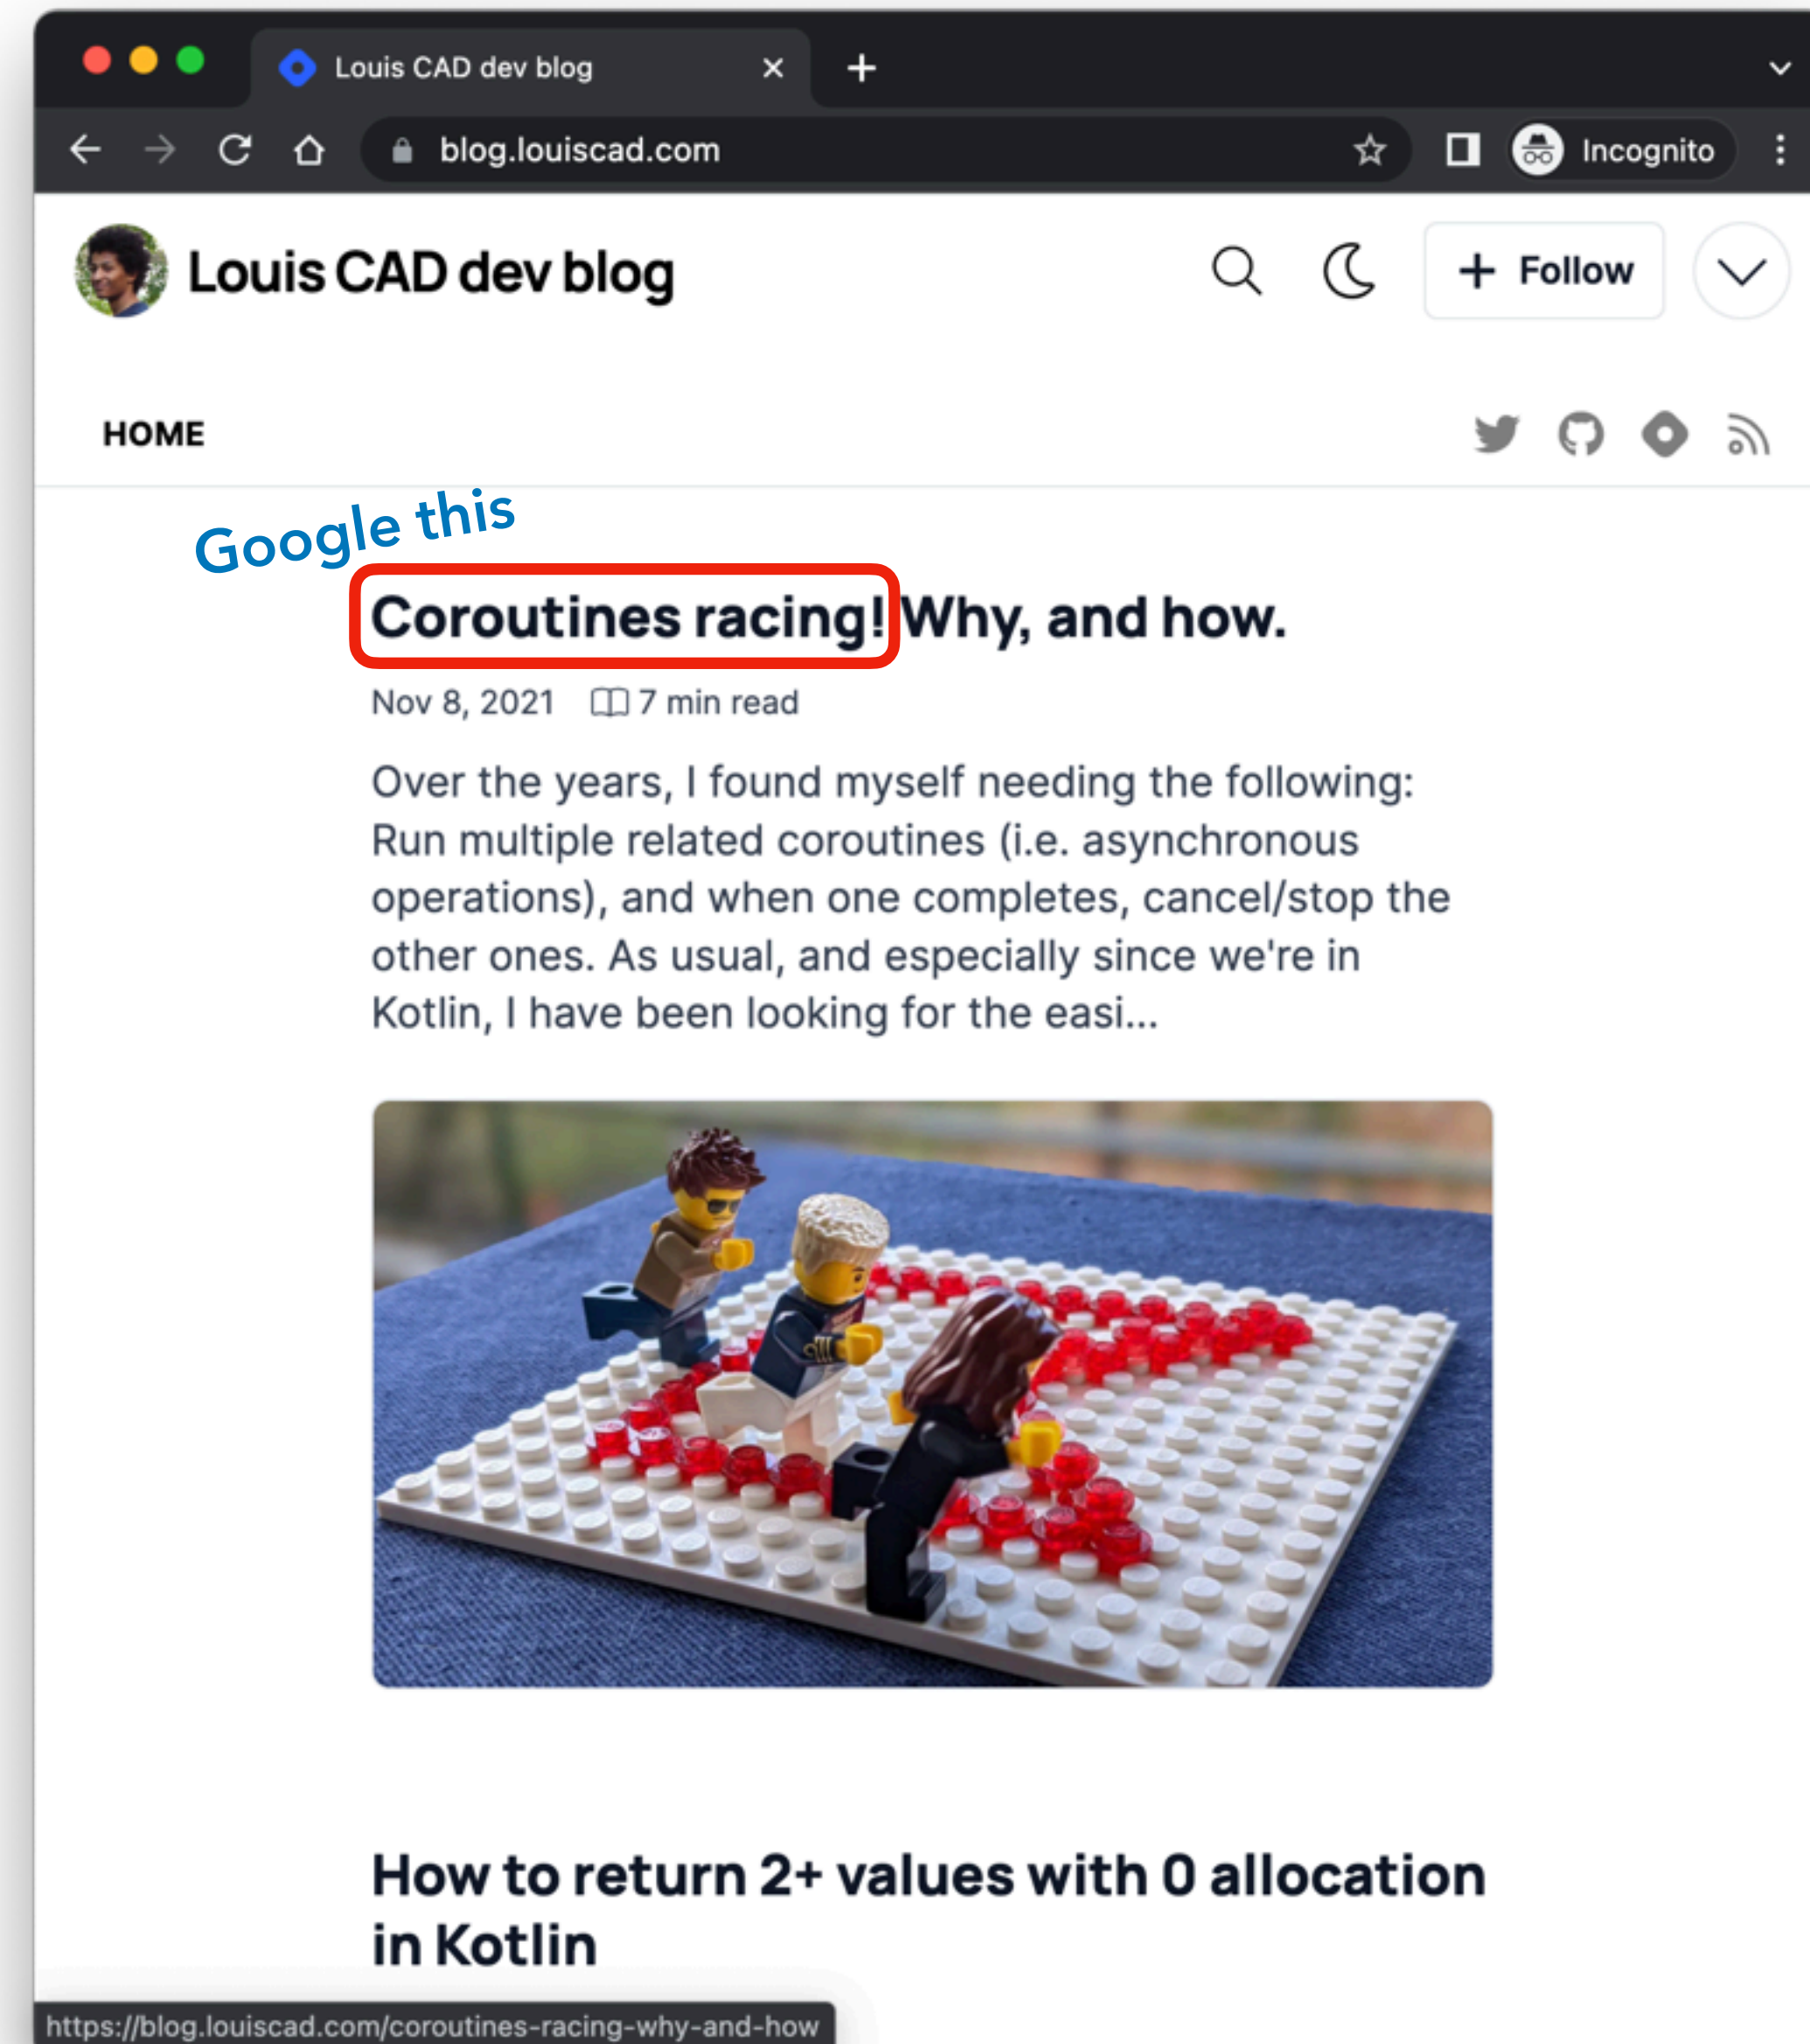 Louis CAD dev blog
blog.louiscad.com
Incognito
Louis CAD dev blog
Follow
HOME
Google this
Coroutines racing! Why, and how.
Nov 8, 2021 7 min read
Over the years, I found myself needing the following:
Run multiple related coroutines (i.e. asynchronous
operations), and when one completes, cancel/stop the
other ones. As usual, and especially since we're in
Kotlin, I have been looking for the easi...
How to return 2+ values with 0 allocation
in Kotlin
https://blog.louiscad.com/coroutines-racing-why-and-how